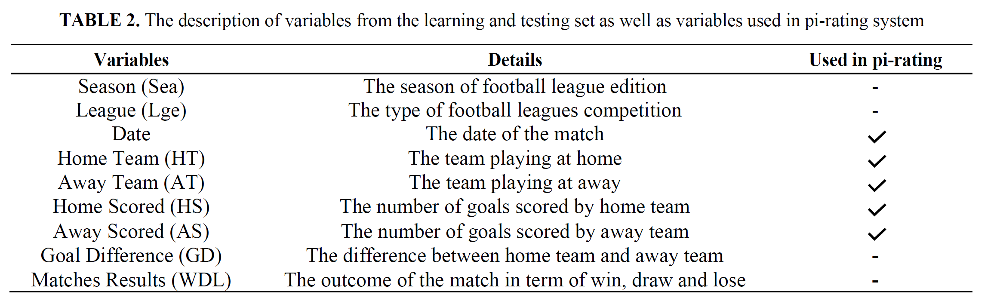 TABLE 2. The description of variables from the learning and testing set as well as variables used in pi-rating system
Variables Details Used in pi-rating
Season (Sea) The season of football league edition -
League (Lge) The type of football leagues competition -
Date The date of the match ✓
Home Team (HT) The team playing at home ✓
Away Team (AT) The team playing at away ✓
Home Scored (HS) The number of goals scored by home team ✓
Away Scored (AS) The number of goals scored by away team ✓
Goal Difference (GD) The difference between home team and away team -
Matches Results (WDL) The outcome of the match in term of win, draw and lose -